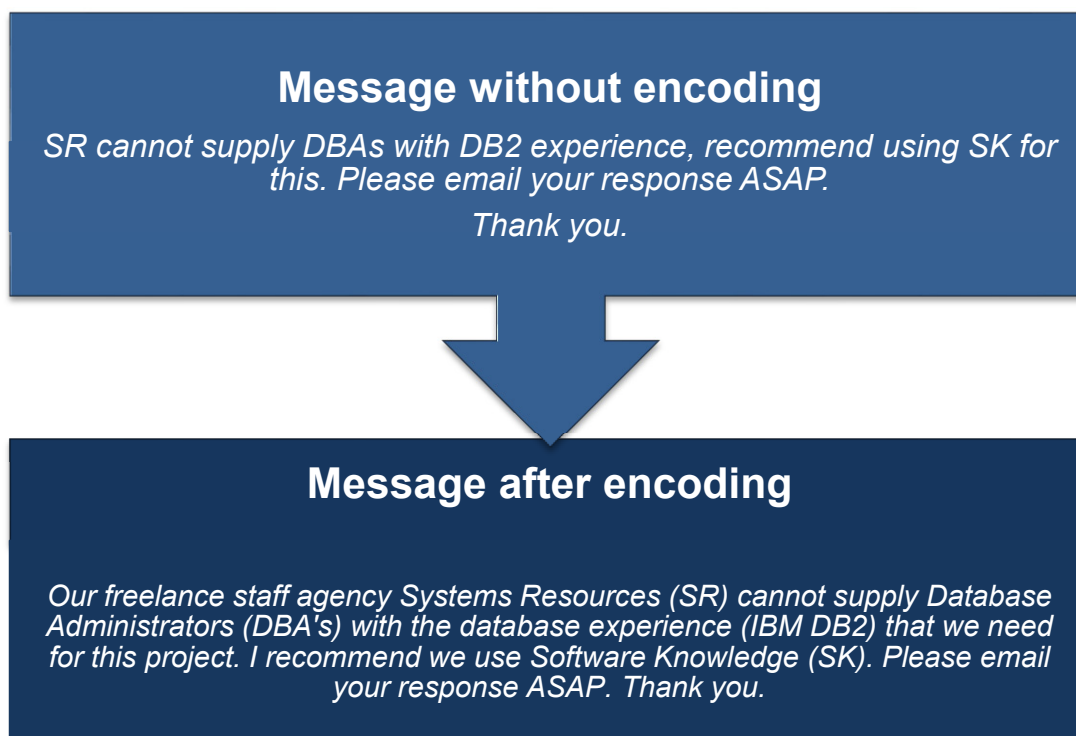 Message without encoding
SR cannot supply DBAs with DB2 experience, recommend using SK for
this. Please email your response ASAP.
Thank you.
Message after encoding
Our freelance staff agency Systems Resources (SR) cannot supply Database
Administrators (DBA's) with the database experience (IBM DB2) that we need
for this project. I recommend we use Software Knowledge (SK). Please email
your response ASAP. Thank you.